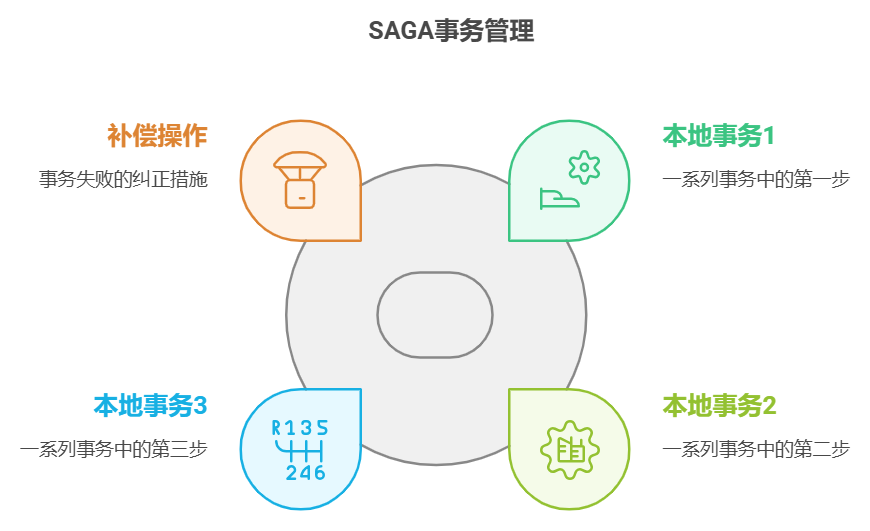 SAGA事务管理
补偿操作
事务失败的纠正措施
本地事务1
一系列事务中的第一步
本地事务3
一系列事务中的第三步
R135
246
本地事务2
一系列事务中的第二步